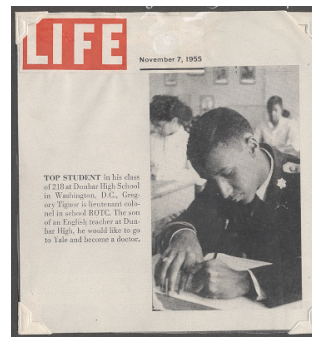 LIFE
November 7, 1955
TOP STUDENT in his class
of 218 at Dunbar High School
in Washington, D.C., Greg-
ory Tignor is lieutenant colo-
nel in school ROTC. The son
of an English teacher at Dun-
bar High, he would like to go
to Yale and become a doctor.